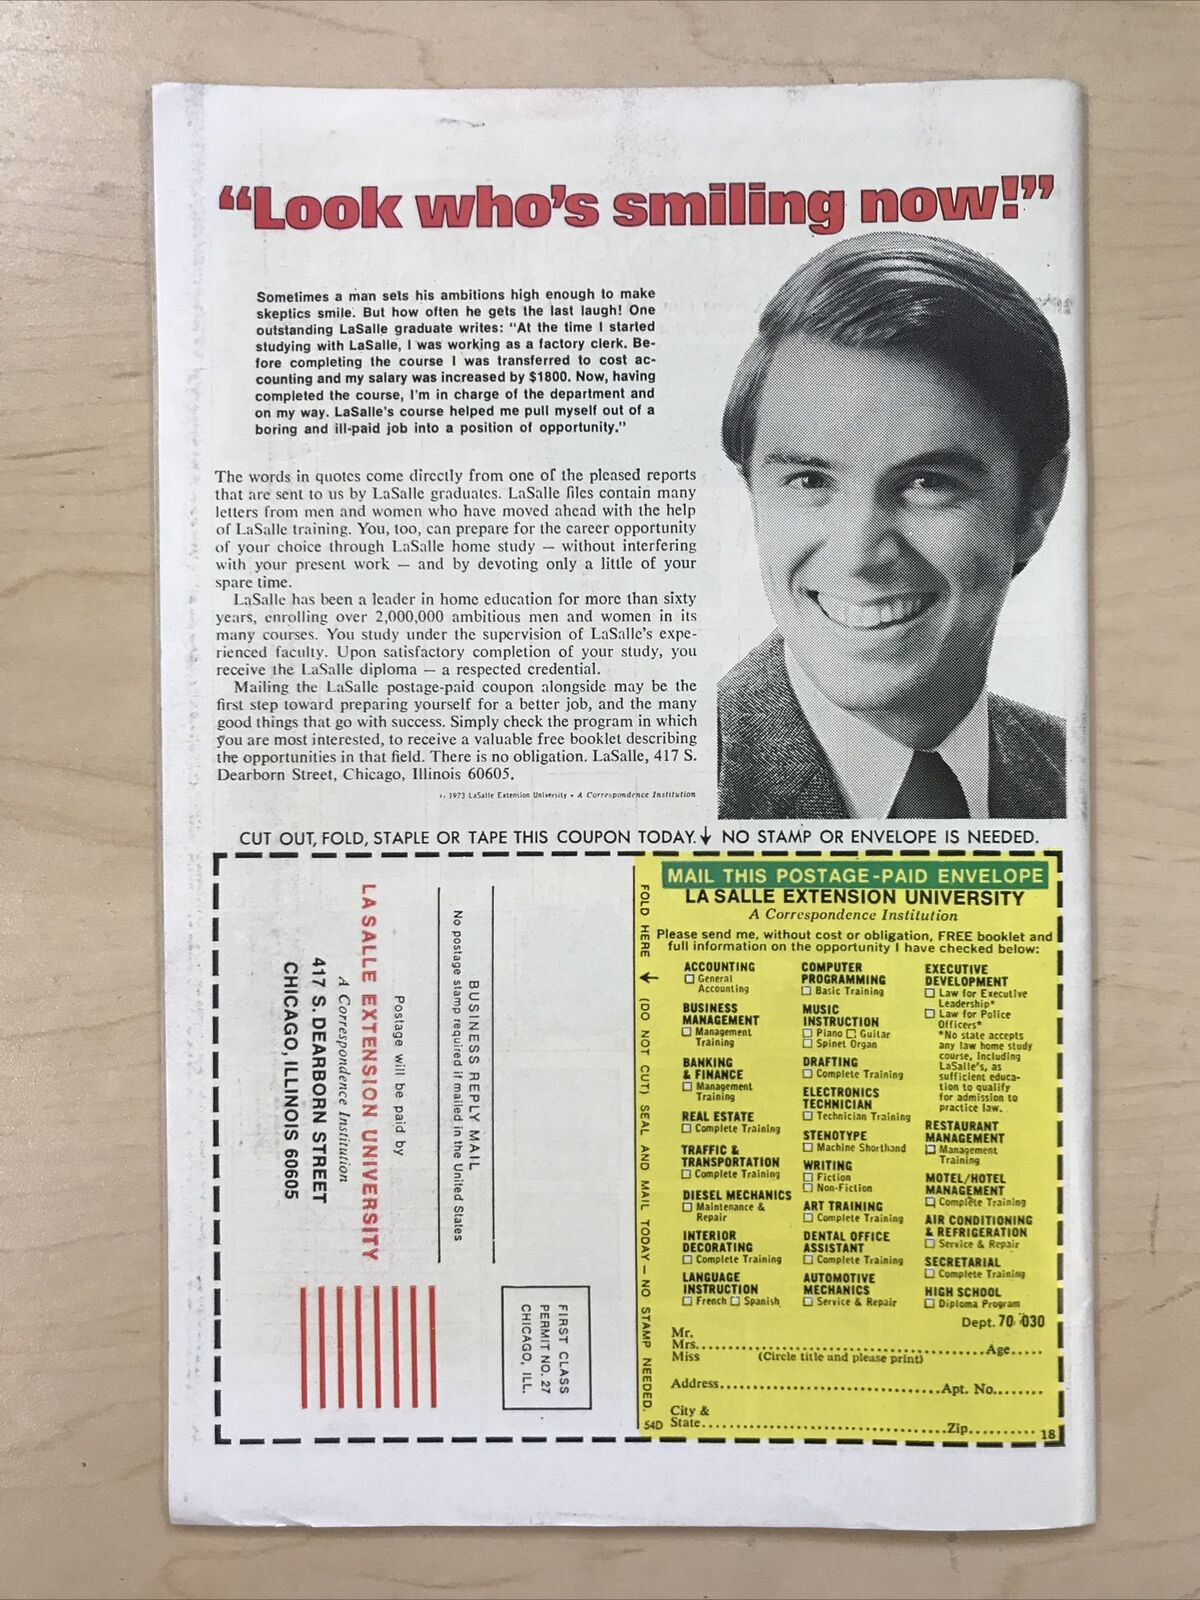 “Look who's smiling now!”
Sometimes a man sets his ambitions high enough to make
skeptics smile. But how often he gets the last laugh! One
outstanding LaSalle graduate writes: “At the time I started
studying with LaSalle, I was working as a factory clerk. Be-
fore completing the course I was transferred to cost ac-
counting and my salary was increased by $1800. Now, having
completed the course, I'm in charge of the department and
on my way. LaSalle's course helped me pull myself out of a
boring and ill-paid job into a position of opportunity.”
The words in quotes come directly from one of the pleased reports
that are sent to us by LaSalle graduates. LaSalle files contain many
letters from men and women who have moved ahead with the help
of LaSalle training. You, too, can prepare for the career opportunity
of your choice through LaSalle home study — without interfering
with your present work — and by devoting only a little of your
spare time.
LaSalle has been a leader in home education for more than sixty
years, enrolling over 2,000,000 ambitious men and women in its
many courses. You study under the supervision of LaSalle's expe-
rienced faculty. Upon satisfactory completion of your study, you
receive the LaSalle diploma — a respected credential.
Mailing the LaSalle postage-paid coupon alongside may be the
first step toward preparing yourself for a better job, and the many
good things that go with success. Simply check the program in which
you are most interested, to receive a valuable free booklet describing
the opportunities in that field. There is no obligation. LaSalle, 417 S.
Dearborn Street, Chicago, Illinois 60605.
1973 LaSalle Extension University • A Correspondence Institution
CUT OUT, FOLD, STAPLE OR TAPE THIS COUPON TODAY. ↓ NO STAMP OR ENVELOPE IS NEEDED.
FIRST CLASS
PERMIT NO. 27
CHICAGO, ILL.
BUSINESS REPLY MAIL
No postage stamp required if mailed in the United States
Postage will be paid by
LA SALLE EXTENSION UNIVERSITY
A Correspondence Institution
417 S. DEARBORN STREET
CHICAGO, ILLINOIS 60605
FOLD HERE ↓ (DO NOT CUT) SEAL AND MAIL TODAY — NO STAMP NEEDED.
MAIL THIS POSTAGE-PAID ENVELOPE
LA SALLE EXTENSION UNIVERSITY
A Correspondence Institution
Please send me, without cost or obligation, FREE booklet and
full information on the opportunity I have checked below:
ACCOUNTING
☐ General
Accounting
BUSINESS
MANAGEMENT
☐ Management
Training
BANKING
& FINANCE
☐ Management
Training
REAL ESTATE
☐ Complete Training
TRAFFIC &
TRANSPORTATION
☐ Complete Training
DIESEL MECHANICS
☐ Maintenance &
Repair
INTERIOR
DECORATING
☐ Complete Training
LANGUAGE
INSTRUCTION
☐ French ☐ Spanish
COMPUTER
PROGRAMMING
☐ Basic Training
MUSIC
INSTRUCTION
☐ Piano ☐ Guitar
☐ Spinet Organ
DRAFTING
☐ Complete Training
ELECTRONICS
TECHNICIAN
☐ Technician Training
STENOTYPE
☐ Machine Shorthand
WRITING
☐ Fiction
☐ Non-Fiction
ART TRAINING
☐ Complete Training
DENTAL OFFICE
ASSISTANT
☐ Complete Training
AUTOMOTIVE
MECHANICS
☐ Service & Repair
EXECUTIVE
DEVELOPMENT
☐ Law for Executive
Leadership*
☐ Law for Police
Officers*
*No state accepts
any law home study
course, including
LaSalle's, as
sufficient educa-
tion to qualify
for admission to
practice law.
RESTAURANT
MANAGEMENT
☐ Management
Training
MOTEL/HOTEL
MANAGEMENT
☐ Complete Training
AIR CONDITIONING
& REFRIGERATION
☐ Service & Repair
SECRETARIAL
☐ Complete Training
HIGH SCHOOL
☐ Diploma Program
Dept. 70-030
Mr.
Mrs. Age
Miss (Circle title and please print)
Address Apt. No.
City &
State Zip
54D
18